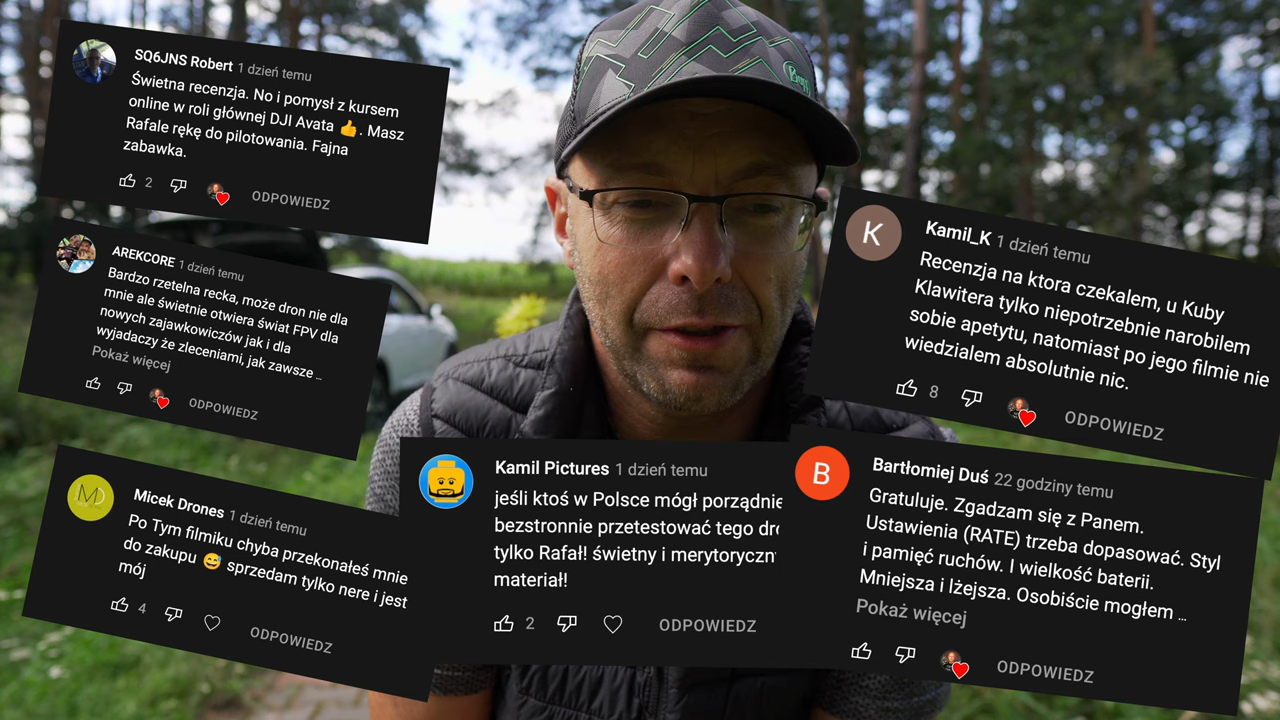 SQ6JNS Robert 1 dzień temu
Świetna recenzja. No i pomysł z kursem
online w roli głównej DJI Avata 👍. Masz
Rafale rękę do pilotowania. Fajna
zabawka.
2 ODPOWIEDZ
AREKCORE 1 dzień temu
Bardzo rzetelna recka, może dron nie dla
mnie ale świetnie otwiera świat FPV dla
nowych zajawkowiczów jak i dla
wyjadaczy że zleceniami, jak zawsze ...
Pokaż więcej
ODPOWIEDZ
MD
Micek Drones 1 dzień temu
Po Tym filmiku chyba przekonałeś mnie
do zakupu 😅 sprzedam tylko nere i jest
mój
4 ODPOWIEDZ
Buff
K
Kamil_K 1 dzień temu
Recenzja na ktora czekalem, u Kuby
Klawitera tylko niepotrzebnie narobilem
sobie apetytu, natomiast po jego filmie nie
wiedzialem absolutnie nic.
8 ODPOWIEDZ
Kamil Pictures 1 dzień temu
jeśli ktoś w Polsce mógł porządnie
bezstronnie przetestować tego dro
tylko Rafał! świetny i merytoryczn
materiał!
2 ODPOWIEDZ
B
Bartłomiej Duś 22 godziny temu
Gratuluje. Zgadzam się z Panem.
Ustawienia (RATE) trzeba dopasować. Styl
i pamięć ruchów. I wielkość baterii.
Mniejsza i lżejsza. Osobiście mogłem ...
Pokaż więcej
ODPOWIEDZ